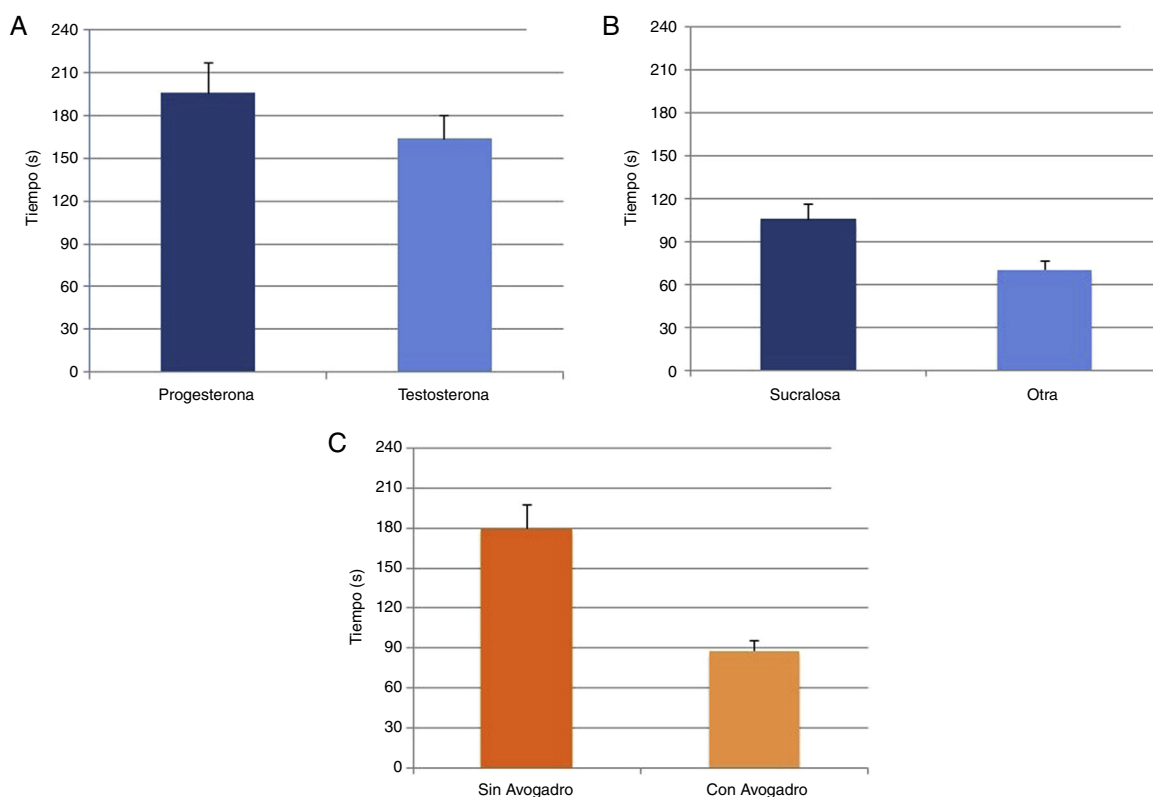 A
240
210
180
150
120
90
60
30
0
Tiempo (s)
Progesterona
Testosterona
B
240
210
180
150
120
90
60
30
0
Tiempo (s)
Sucralosa
Otra
C
240
210
180
150
120
90
60
30
0
Tiempo (s)
Sin Avogadro
Con Avogadro